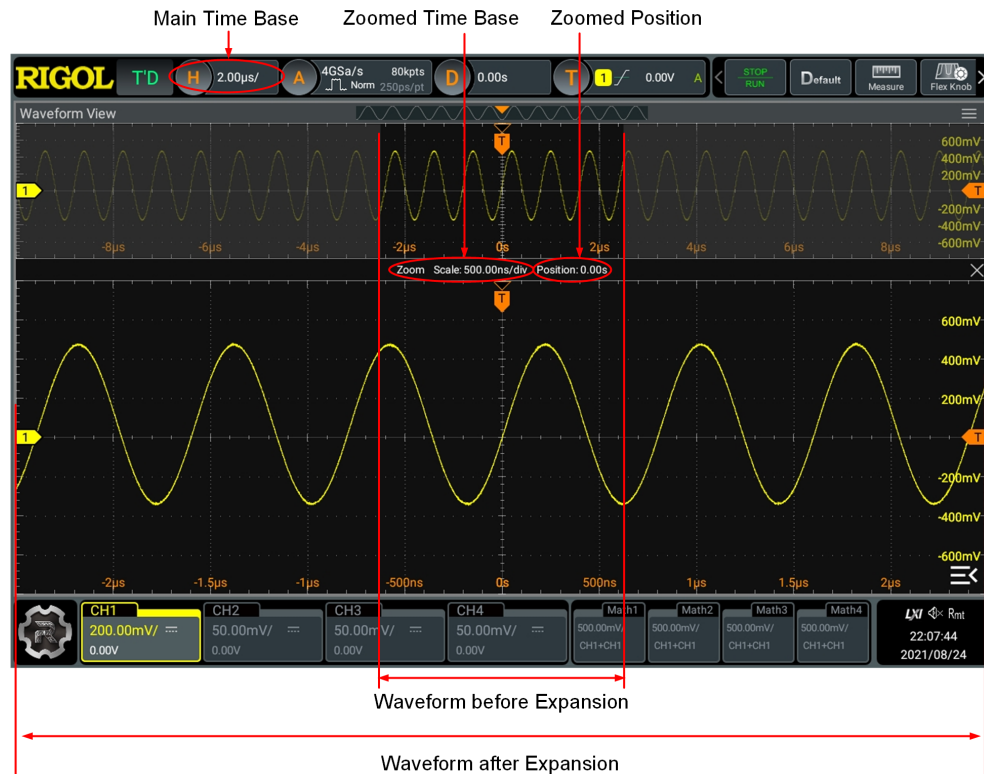 Main Time Base Zoomed Time Base Zoomed Position
RIGOL T'D H 2.00µs/ A 4GSa/s 80kpts Norm 250ps/pt D 0.00s T 1 0.00V A STOP RUN Default Measure Flex Knob
Waveform View
T
600mV
400mV
200mV
1 T
-200mV
-400mV
-600mV
-8µs -6µs -4µs -2µs 0s 2µs 4µs 6µs 8µs
Zoom Scale: 500.00ns/div Position: 0.00s
T
600mV
400mV
200mV
1 T
-200mV
-400mV
-600mV
-2µs -1.5µs -1µs -500ns 0s 500ns 1µs 1.5µs 2µs
CH1 CH2 CH3 CH4 Math1 Math2 Math3 Math4 LXI Rmt
200.00mV/ 50.00mV/ 50.00mV/ 50.00mV/ 500.00mV/ 500.00mV/ 500.00mV/ 500.00mV/ 22:07:44
0.00V 0.00V 0.00V 0.00V CH1+CH1 CH1+CH1 CH1+CH1 CH1+CH1 2021/08/24
Waveform before Expansion
Waveform after Expansion